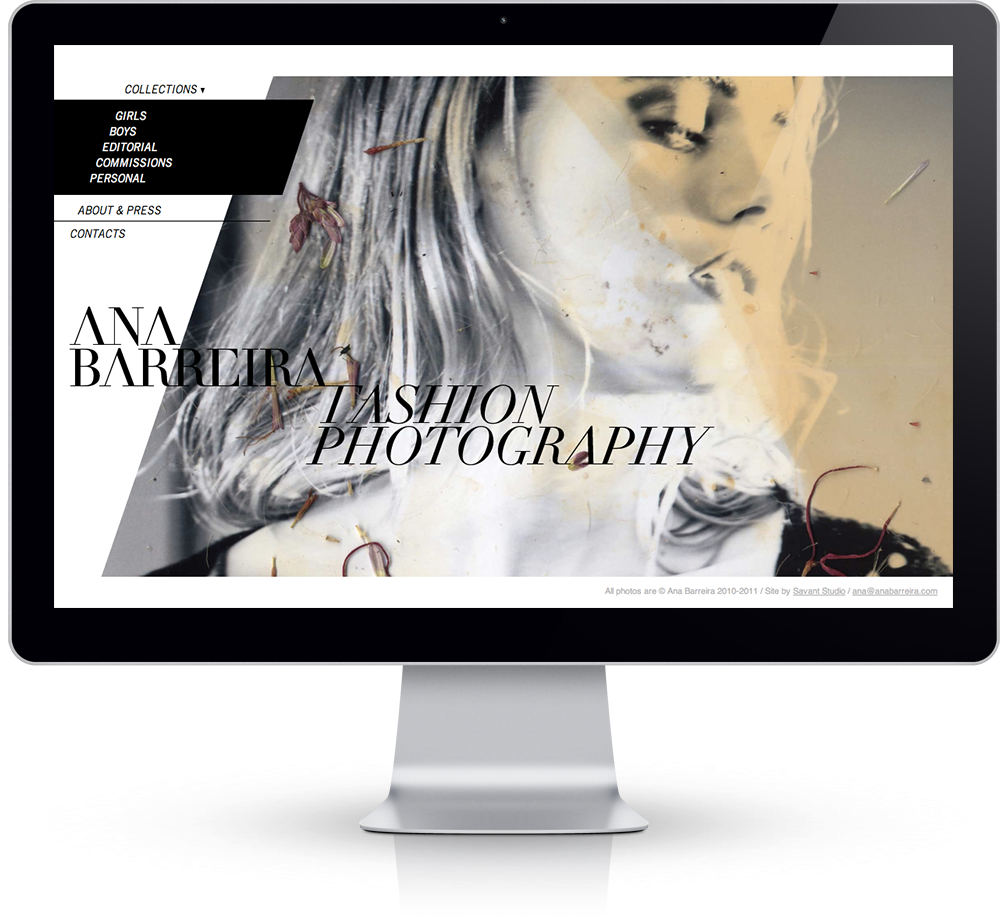 COLLECTIONS ▾
GIRLS
BOYS
EDITORIAL
COMMISSIONS
PERSONAL
ABOUT & PRESS
CONTACTS
ANA
BARREIRA
FASHION
PHOTOGRAPHY
All photos are © Ana Barreira 2010-2011 / Site by Savant Studio / ana@anabarreira.com